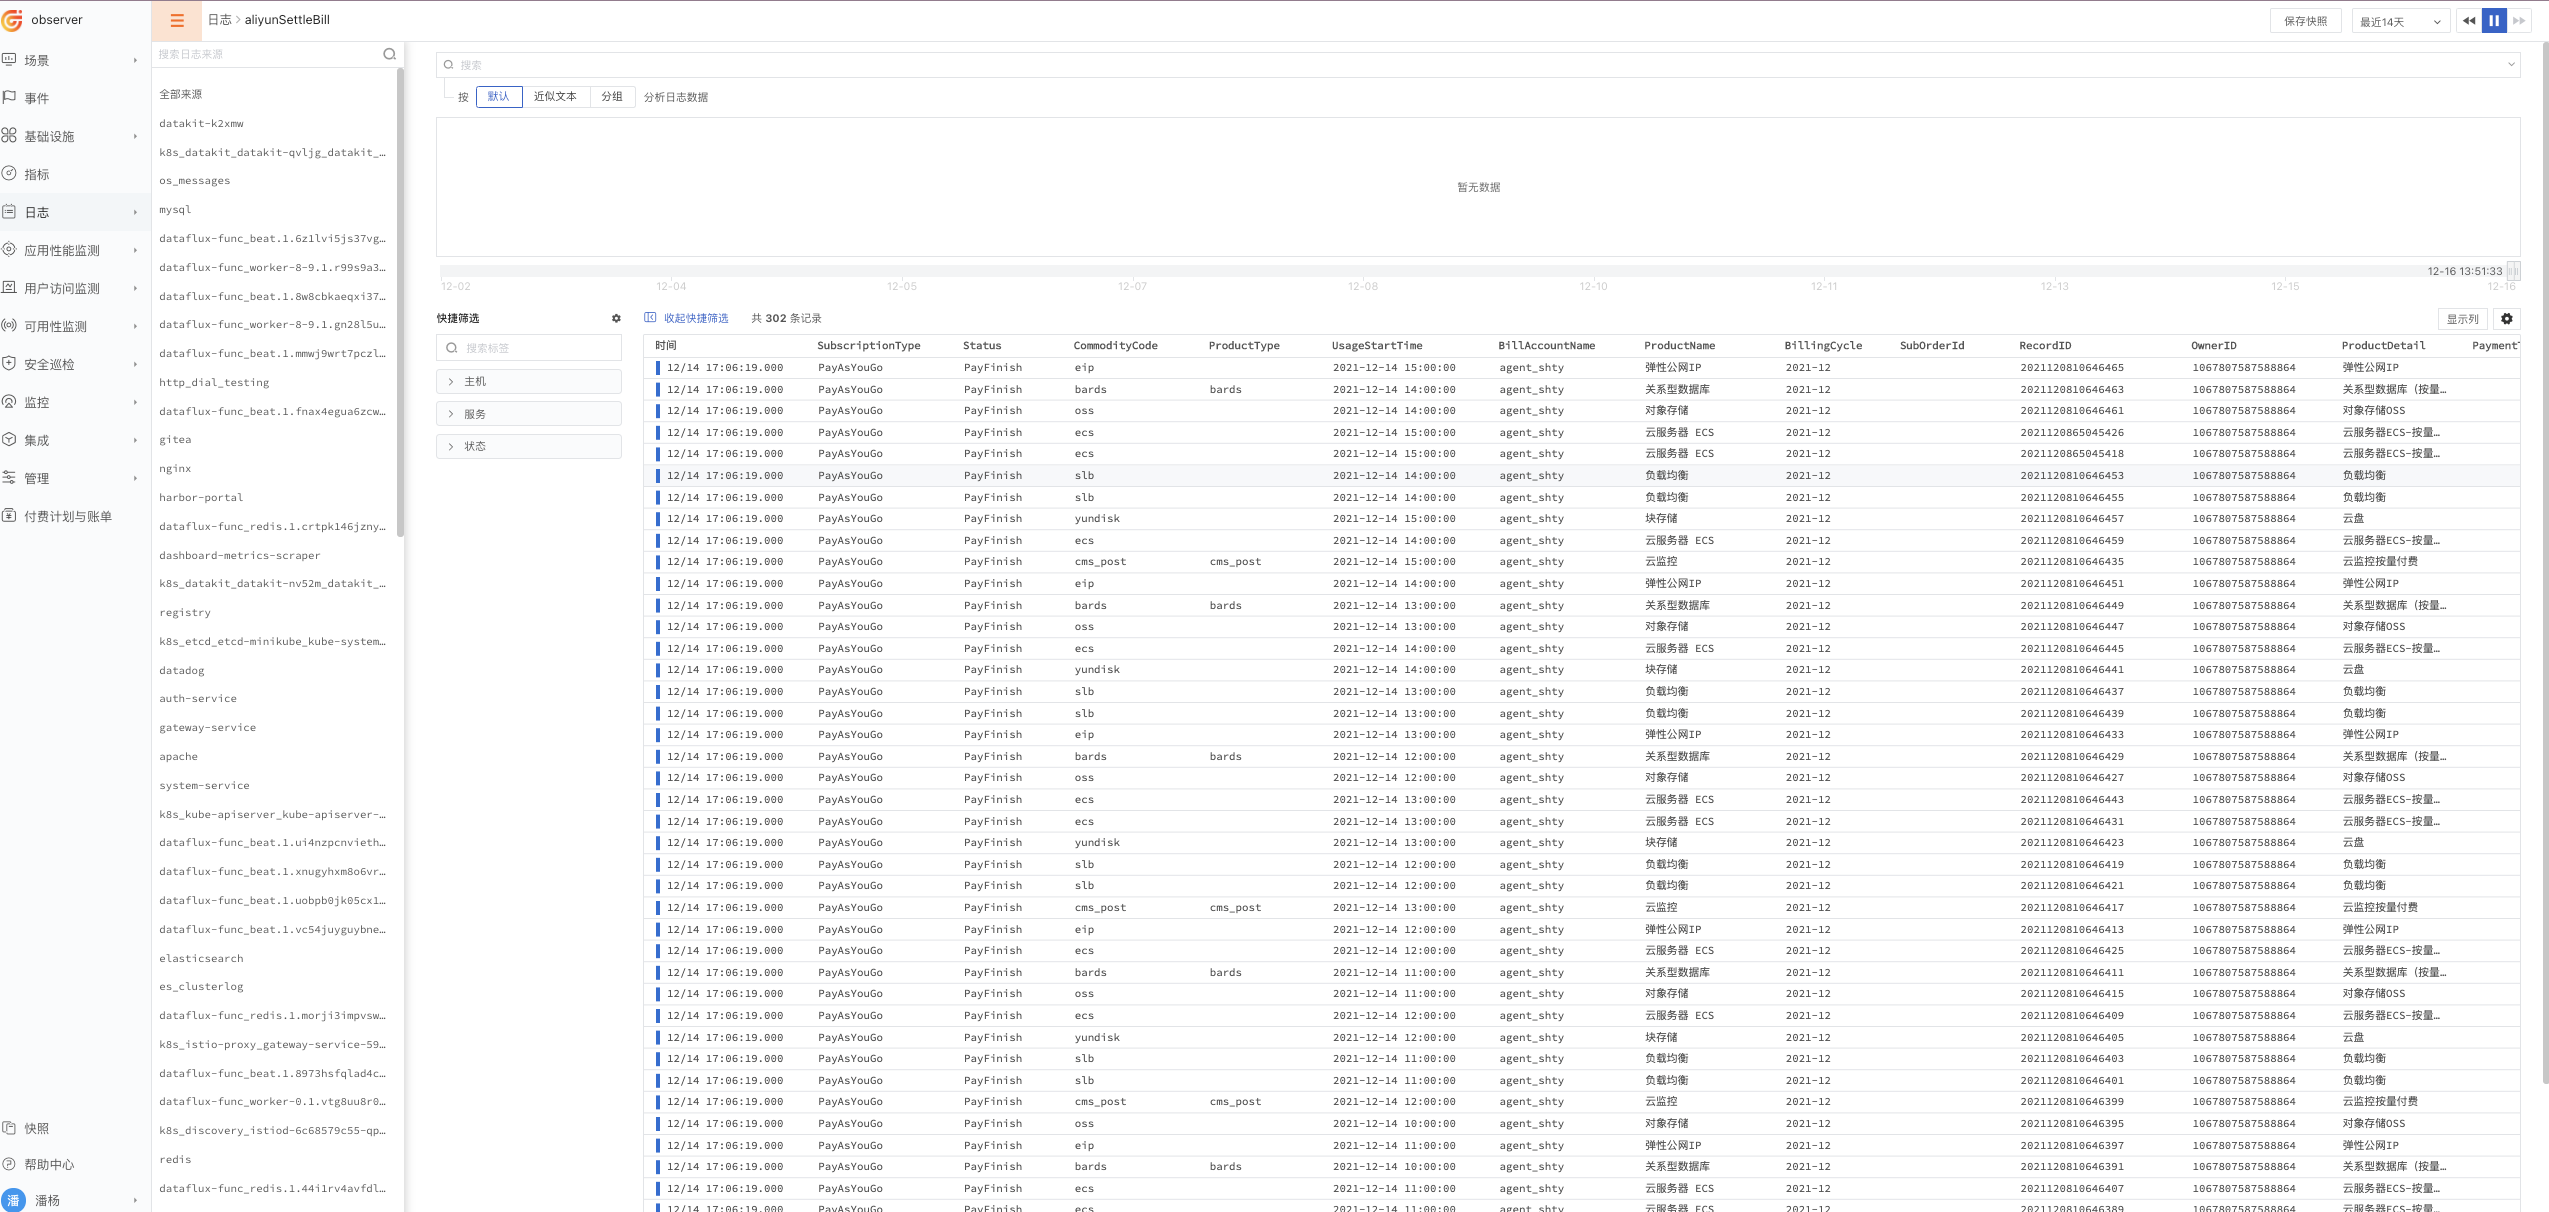 observer
日志 > aliyunSettleBill
保存快照
最近14天
场景
事件
基础设施
指标
日志
应用性能监测
用户访问监测
可用性监测
安全巡检
监控
集成
管理
付费计划与账单
快照
帮助中心
潘 潘杨
搜索日志来源
全部来源
datakit-k2xmw
k8s_datakit_datakit-qvljg_datakit_…
os_messages
mysql
dataflux-func_beat.1.6z1lvi5js37vg…
dataflux-func_worker-8-9.1.r99s9a3…
dataflux-func_beat.1.8w8cbkaeqxi37…
dataflux-func_worker-8-9.1.gn28l5u…
dataflux-func_beat.1.mmwj9wrt7pczl…
http_dial_testing
dataflux-func_beat.1.fnax4egua6zcw…
gitea
nginx
harbor-portal
dataflux-func_redis.1.crtpk146jzny…
dashboard-metrics-scraper
k8s_datakit_datakit-nv52m_datakit_…
registry
k8s_etcd_etcd-minikube_kube-system…
datadog
auth-service
gateway-service
apache
system-service
k8s_kube-apiserver_kube-apiserver-…
dataflux-func_beat.1.ui4nzpcnvieth…
dataflux-func_beat.1.xnugyhxm8o6vr…
dataflux-func_beat.1.uobpb0jk05cx1…
dataflux-func_beat.1.vc54juyguybne…
elasticsearch
es_clusterlog
dataflux-func_redis.1.morji3impvsw…
k8s_istio-proxy_gateway-service-59…
dataflux-func_beat.1.8973hsfqlad4c…
dataflux-func_worker-0.1.vtg8uu8r0…
k8s_discovery_istiod-6c68579c55-qp…
redis
dataflux-func_redis.1.44i1rv4avfdl…
搜索
按 默认 近似文本 分组 分析日志数据
暂无数据
12-16 13:51:33
12-02 12-04 12-05 12-07 12-08 12-10 12-11 12-13 12-15 12-16
快捷筛选
搜索标签
主机
服务
状态
收起快捷筛选 共 302 条记录
显示列
时间 SubscriptionType Status CommodityCode ProductType UsageStartTime BillAccountName ProductName BillingCycle SubOrderId RecordID OwnerID ProductDetail Payment
12/14 17:06:19.000 PayAsYouGo PayFinish eip 2021-12-14 15:00:00 agent_shty 弹性公网IP 2021-12 2021120810646465 1067807587588864 弹性公网IP
12/14 17:06:19.000 PayAsYouGo PayFinish bards bards 2021-12-14 14:00:00 agent_shty 关系型数据库 2021-12 2021120810646463 1067807587588864 关系型数据库（按量…
12/14 17:06:19.000 PayAsYouGo PayFinish oss 2021-12-14 14:00:00 agent_shty 对象存储 2021-12 2021120810646461 1067807587588864 对象存储OSS
12/14 17:06:19.000 PayAsYouGo PayFinish ecs 2021-12-14 15:00:00 agent_shty 云服务器 ECS 2021-12 2021120865045426 1067807587588864 云服务器ECS-按量…
12/14 17:06:19.000 PayAsYouGo PayFinish ecs 2021-12-14 15:00:00 agent_shty 云服务器 ECS 2021-12 2021120865045418 1067807587588864 云服务器ECS-按量…
12/14 17:06:19.000 PayAsYouGo PayFinish slb 2021-12-14 14:00:00 agent_shty 负载均衡 2021-12 2021120810646453 1067807587588864 负载均衡
12/14 17:06:19.000 PayAsYouGo PayFinish slb 2021-12-14 14:00:00 agent_shty 负载均衡 2021-12 2021120810646455 1067807587588864 负载均衡
12/14 17:06:19.000 PayAsYouGo PayFinish yundisk 2021-12-14 15:00:00 agent_shty 块存储 2021-12 2021120810646457 1067807587588864 云盘
12/14 17:06:19.000 PayAsYouGo PayFinish ecs 2021-12-14 14:00:00 agent_shty 云服务器 ECS 2021-12 2021120810646459 1067807587588864 云服务器ECS-按量…
12/14 17:06:19.000 PayAsYouGo PayFinish cms_post cms_post 2021-12-14 15:00:00 agent_shty 云监控 2021-12 2021120810646435 1067807587588864 云监控按量付费
12/14 17:06:19.000 PayAsYouGo PayFinish eip 2021-12-14 14:00:00 agent_shty 弹性公网IP 2021-12 2021120810646451 1067807587588864 弹性公网IP
12/14 17:06:19.000 PayAsYouGo PayFinish bards bards 2021-12-14 13:00:00 agent_shty 关系型数据库 2021-12 2021120810646449 1067807587588864 关系型数据库（按量…
12/14 17:06:19.000 PayAsYouGo PayFinish oss 2021-12-14 13:00:00 agent_shty 对象存储 2021-12 2021120810646447 1067807587588864 对象存储OSS
12/14 17:06:19.000 PayAsYouGo PayFinish ecs 2021-12-14 14:00:00 agent_shty 云服务器 ECS 2021-12 2021120810646445 1067807587588864 云服务器ECS-按量…
12/14 17:06:19.000 PayAsYouGo PayFinish yundisk 2021-12-14 14:00:00 agent_shty 块存储 2021-12 2021120810646441 1067807587588864 云盘
12/14 17:06:19.000 PayAsYouGo PayFinish slb 2021-12-14 13:00:00 agent_shty 负载均衡 2021-12 2021120810646437 1067807587588864 负载均衡
12/14 17:06:19.000 PayAsYouGo PayFinish slb 2021-12-14 13:00:00 agent_shty 负载均衡 2021-12 2021120810646439 1067807587588864 负载均衡
12/14 17:06:19.000 PayAsYouGo PayFinish eip 2021-12-14 13:00:00 agent_shty 弹性公网IP 2021-12 2021120810646433 1067807587588864 弹性公网IP
12/14 17:06:19.000 PayAsYouGo PayFinish bards bards 2021-12-14 12:00:00 agent_shty 关系型数据库 2021-12 2021120810646429 1067807587588864 关系型数据库（按量…
12/14 17:06:19.000 PayAsYouGo PayFinish oss 2021-12-14 12:00:00 agent_shty 对象存储 2021-12 2021120810646427 1067807587588864 对象存储OSS
12/14 17:06:19.000 PayAsYouGo PayFinish ecs 2021-12-14 13:00:00 agent_shty 云服务器 ECS 2021-12 2021120810646443 1067807587588864 云服务器ECS-按量…
12/14 17:06:19.000 PayAsYouGo PayFinish ecs 2021-12-14 13:00:00 agent_shty 云服务器 ECS 2021-12 2021120810646431 1067807587588864 云服务器ECS-按量…
12/14 17:06:19.000 PayAsYouGo PayFinish yundisk 2021-12-14 13:00:00 agent_shty 块存储 2021-12 2021120810646423 1067807587588864 云盘
12/14 17:06:19.000 PayAsYouGo PayFinish slb 2021-12-14 12:00:00 agent_shty 负载均衡 2021-12 2021120810646419 1067807587588864 负载均衡
12/14 17:06:19.000 PayAsYouGo PayFinish slb 2021-12-14 12:00:00 agent_shty 负载均衡 2021-12 2021120810646421 1067807587588864 负载均衡
12/14 17:06:19.000 PayAsYouGo PayFinish cms_post cms_post 2021-12-14 13:00:00 agent_shty 云监控 2021-12 2021120810646417 1067807587588864 云监控按量付费
12/14 17:06:19.000 PayAsYouGo PayFinish eip 2021-12-14 12:00:00 agent_shty 弹性公网IP 2021-12 2021120810646413 1067807587588864 弹性公网IP
12/14 17:06:19.000 PayAsYouGo PayFinish ecs 2021-12-14 12:00:00 agent_shty 云服务器 ECS 2021-12 2021120810646425 1067807587588864 云服务器ECS-按量…
12/14 17:06:19.000 PayAsYouGo PayFinish bards bards 2021-12-14 11:00:00 agent_shty 关系型数据库 2021-12 2021120810646411 1067807587588864 关系型数据库（按量…
12/14 17:06:19.000 PayAsYouGo PayFinish oss 2021-12-14 11:00:00 agent_shty 对象存储 2021-12 2021120810646415 1067807587588864 对象存储OSS
12/14 17:06:19.000 PayAsYouGo PayFinish ecs 2021-12-14 12:00:00 agent_shty 云服务器 ECS 2021-12 2021120810646409 1067807587588864 云服务器ECS-按量…
12/14 17:06:19.000 PayAsYouGo PayFinish yundisk 2021-12-14 12:00:00 agent_shty 块存储 2021-12 2021120810646405 1067807587588864 云盘
12/14 17:06:19.000 PayAsYouGo PayFinish slb 2021-12-14 11:00:00 agent_shty 负载均衡 2021-12 2021120810646403 1067807587588864 负载均衡
12/14 17:06:19.000 PayAsYouGo PayFinish slb 2021-12-14 11:00:00 agent_shty 负载均衡 2021-12 2021120810646401 1067807587588864 负载均衡
12/14 17:06:19.000 PayAsYouGo PayFinish cms_post cms_post 2021-12-14 12:00:00 agent_shty 云监控 2021-12 2021120810646399 1067807587588864 云监控按量付费
12/14 17:06:19.000 PayAsYouGo PayFinish oss 2021-12-14 10:00:00 agent_shty 对象存储 2021-12 2021120810646395 1067807587588864 对象存储OSS
12/14 17:06:19.000 PayAsYouGo PayFinish eip 2021-12-14 11:00:00 agent_shty 弹性公网IP 2021-12 2021120810646397 1067807587588864 弹性公网IP
12/14 17:06:19.000 PayAsYouGo PayFinish bards bards 2021-12-14 10:00:00 agent_shty 关系型数据库 2021-12 2021120810646391 1067807587588864 关系型数据库（按量…
12/14 17:06:19.000 PayAsYouGo PayFinish ecs 2021-12-14 11:00:00 agent_shty 云服务器 ECS 2021-12 2021120810646407 1067807587588864 云服务器ECS-按量…
12/14 17:06:19.000 PayAsYouGo PayFinish ecs 2021-12-14 11:00:00 agent_shty 云服务器 ECS 2021-12 2021120810646389 1067807587588864 云服务器ECS-按量…